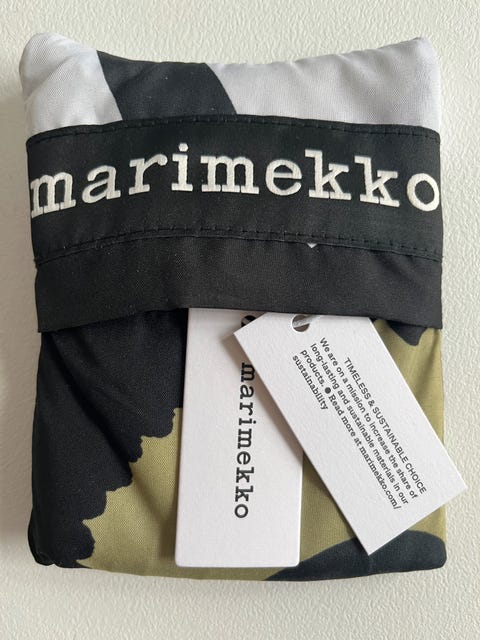 marimekko
marimekko
TIMELESS & SUSTAINABLE CHOICE
We are on a mission to increase the share of
long-lasting and sustainable materials in our
products. ● Read more at marimekko.com/
sustainability